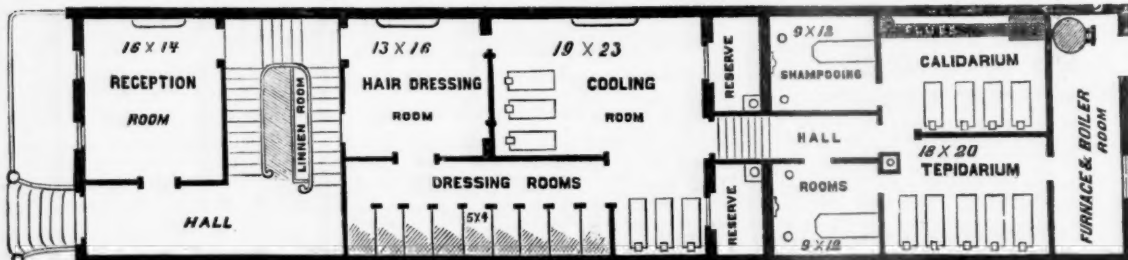 16 X 14
RECEPTION
ROOM
HALL
LINNEN ROOM
13 X 16
HAIR DRESSING
ROOM
19 X 23
COOLING
ROOM
DRESSING ROOMS
5X4
RESERVE
RESERVE
9 X 12
SHAMPOOING
HALL
ROOMS
9 X 12
CALIDARIUM
18 X 20
TEPIDARIUM
FURNACE & BOILER
ROOM